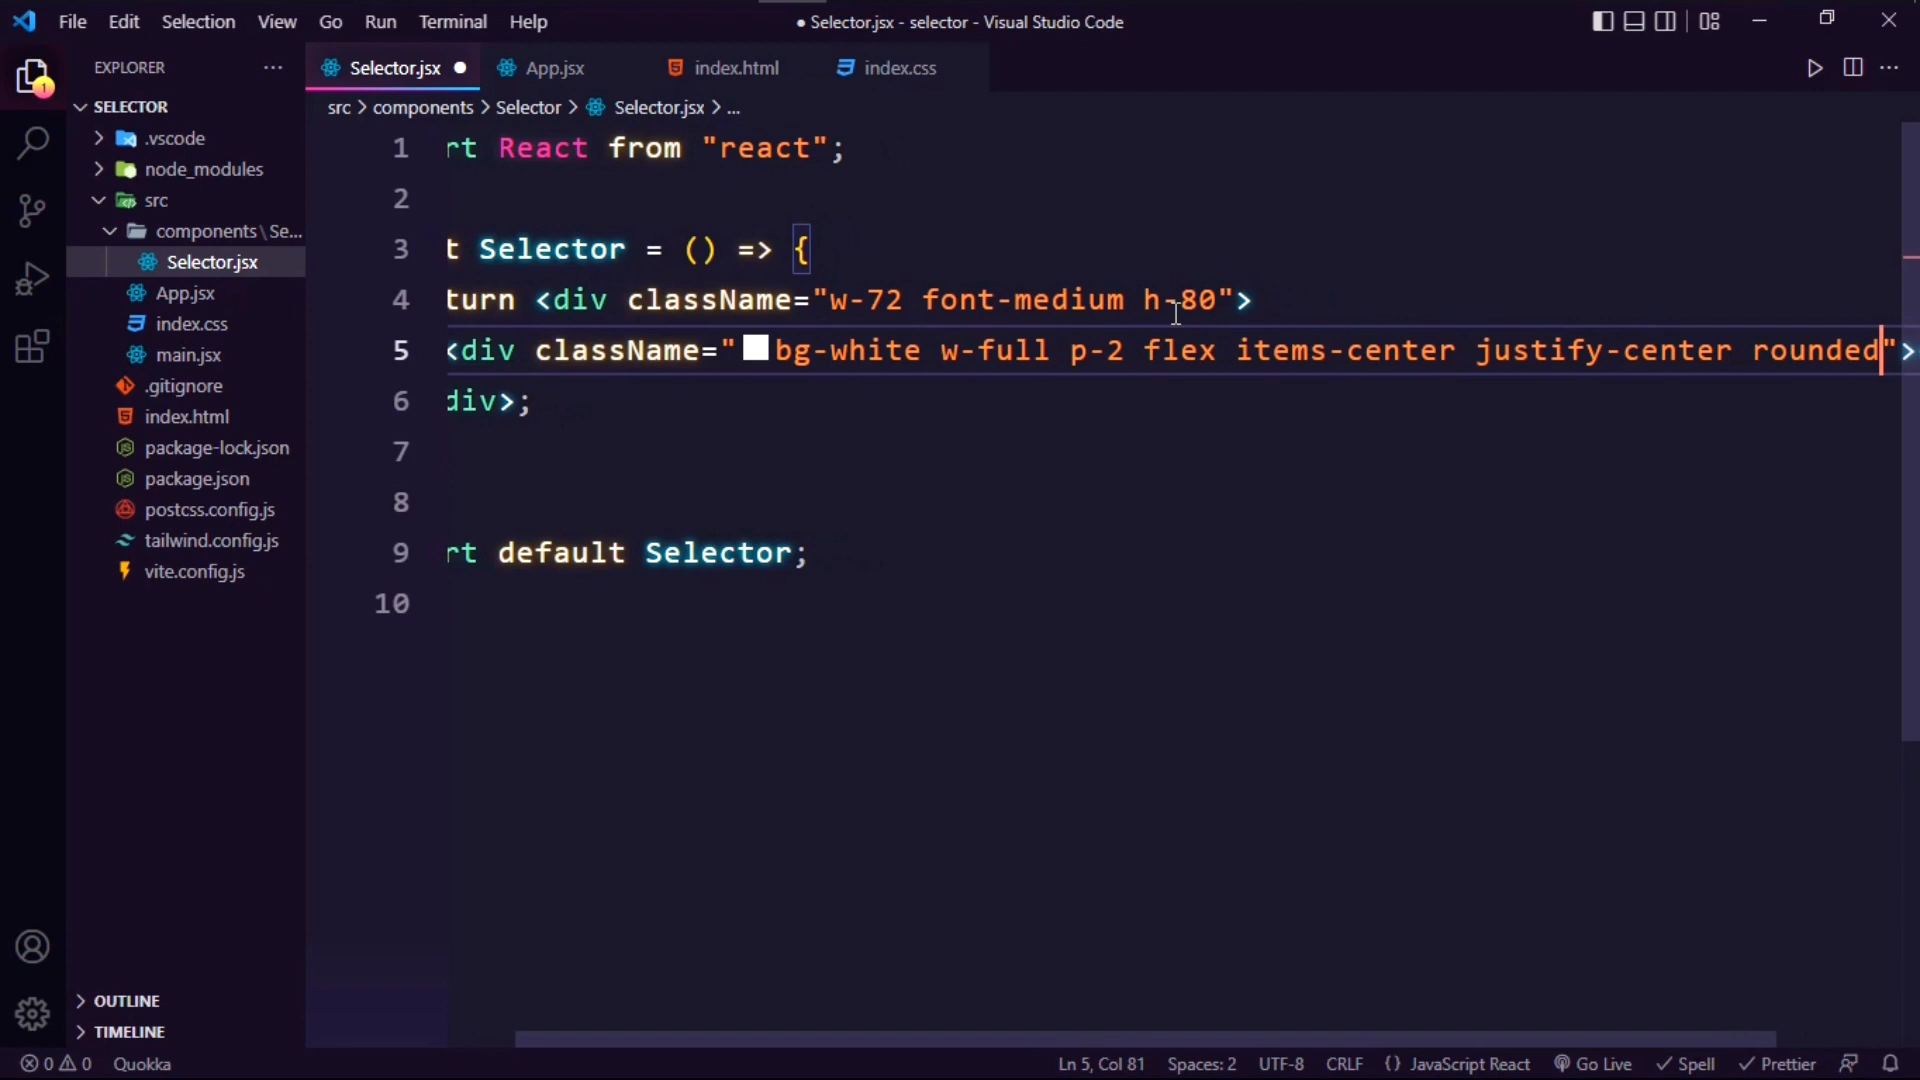 File Edit Selection View Go Run Terminal Help
● Selector.jsx - selector - Visual Studio Code
EXPLORER ···
Selector.jsx ●
App.jsx
index.html
index.css
SELECTOR
src > components > Selector > Selector.jsx > ...
.vscode
node_modules
src
components\Se...
Selector.jsx
App.jsx
index.css
main.jsx
.gitignore
index.html
package-lock.json
package.json
postcss.config.js
tailwind.config.js
vite.config.js
1 rt React from "react";
2
3 t Selector = () => {
4 turn <div className="w-72 font-medium h-80">
5 <div className="bg-white w-full p-2 flex items-center justify-center rounded">
6 div>;
7
8
9 rt default Selector;
10
OUTLINE
TIMELINE
0 0 Quokka
Ln 5, Col 81 Spaces: 2 UTF-8 CRLF {} JavaScript React Go Live Spell Prettier
1